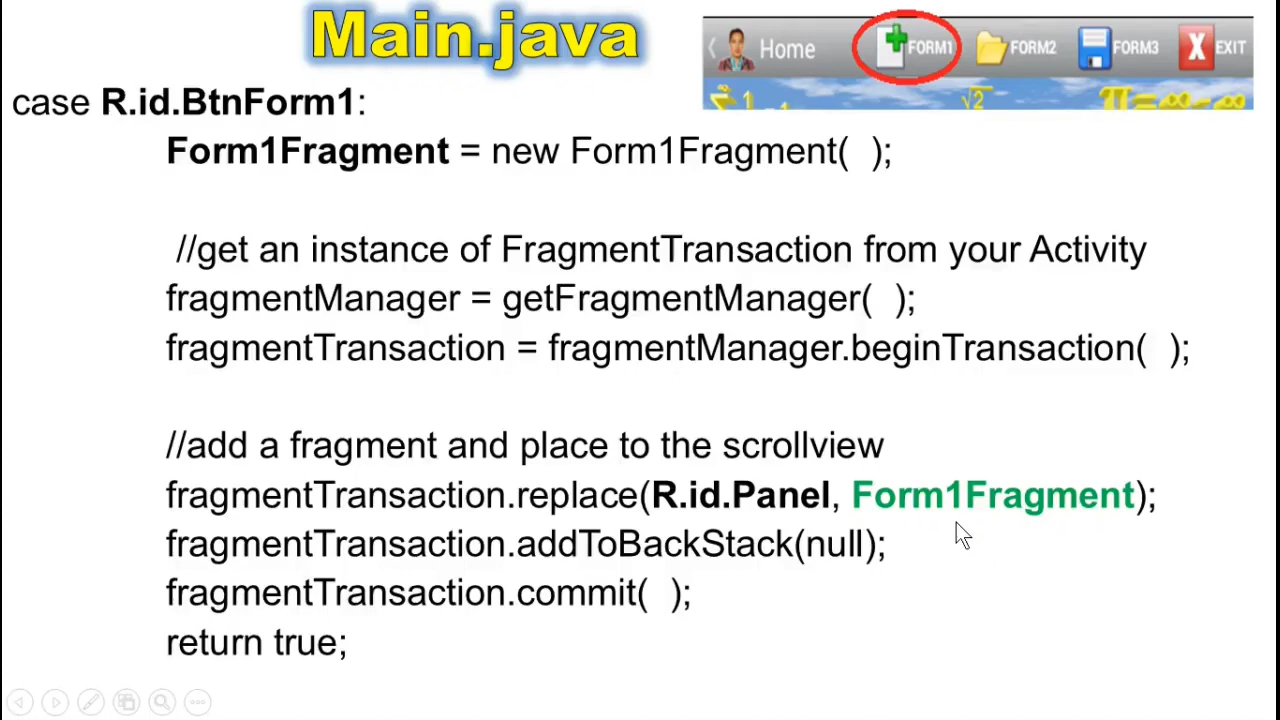 Main.java
Home FORM1 FORM2 FORM3 EXIT
case R.id.BtnForm1:
Form1Fragment = new Form1Fragment(  );
//get an instance of FragmentTransaction from your Activity
fragmentManager = getFragmentManager(  );
fragmentTransaction = fragmentManager.beginTransaction(  );
//add a fragment and place to the scrollview
fragmentTransaction.replace(R.id.Panel, Form1Fragment);
fragmentTransaction.addToBackStack(null);
fragmentTransaction.commit(  );
return true;